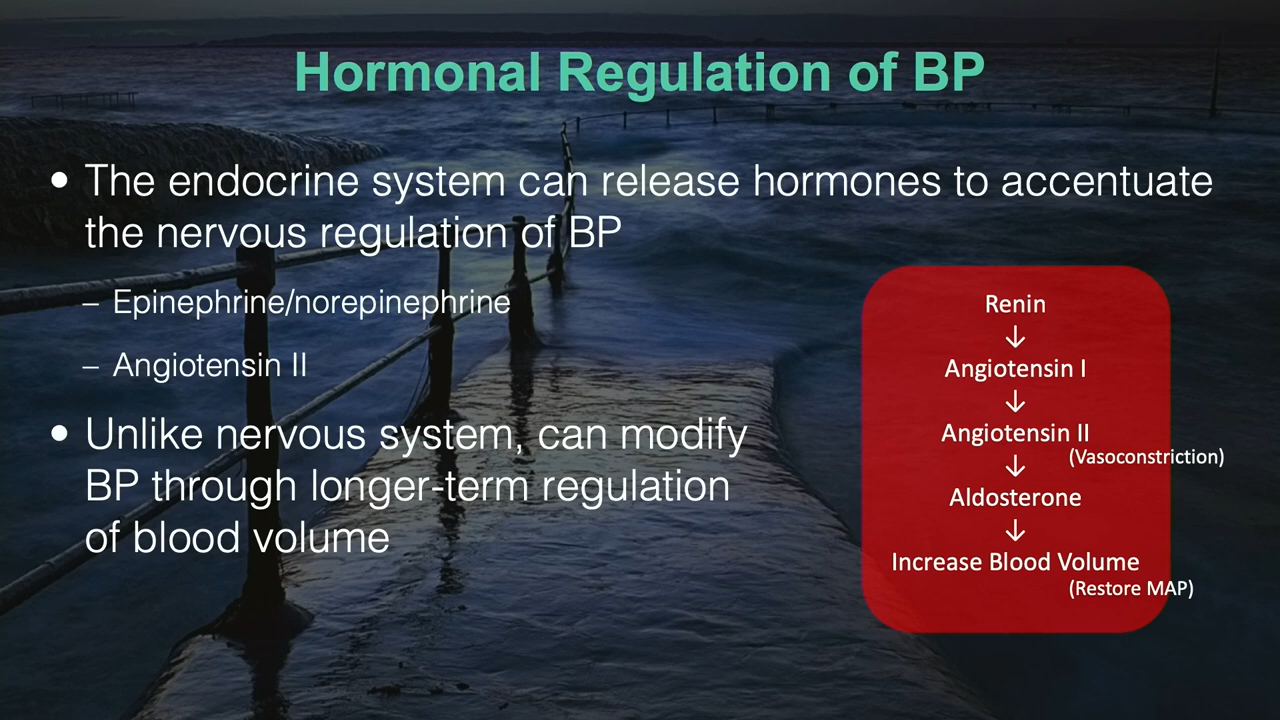 Hormonal Regulation of BP
• The endocrine system can release hormones to accentuate
the nervous regulation of BP
– Epinephrine/norepinephrine
– Angiotensin II
• Unlike nervous system, can modify
BP through longer-term regulation
of blood volume
Renin
↓
Angiotensin I
↓
Angiotensin II
(Vasoconstriction)
↓
Aldosterone
↓
Increase Blood Volume
(Restore MAP)